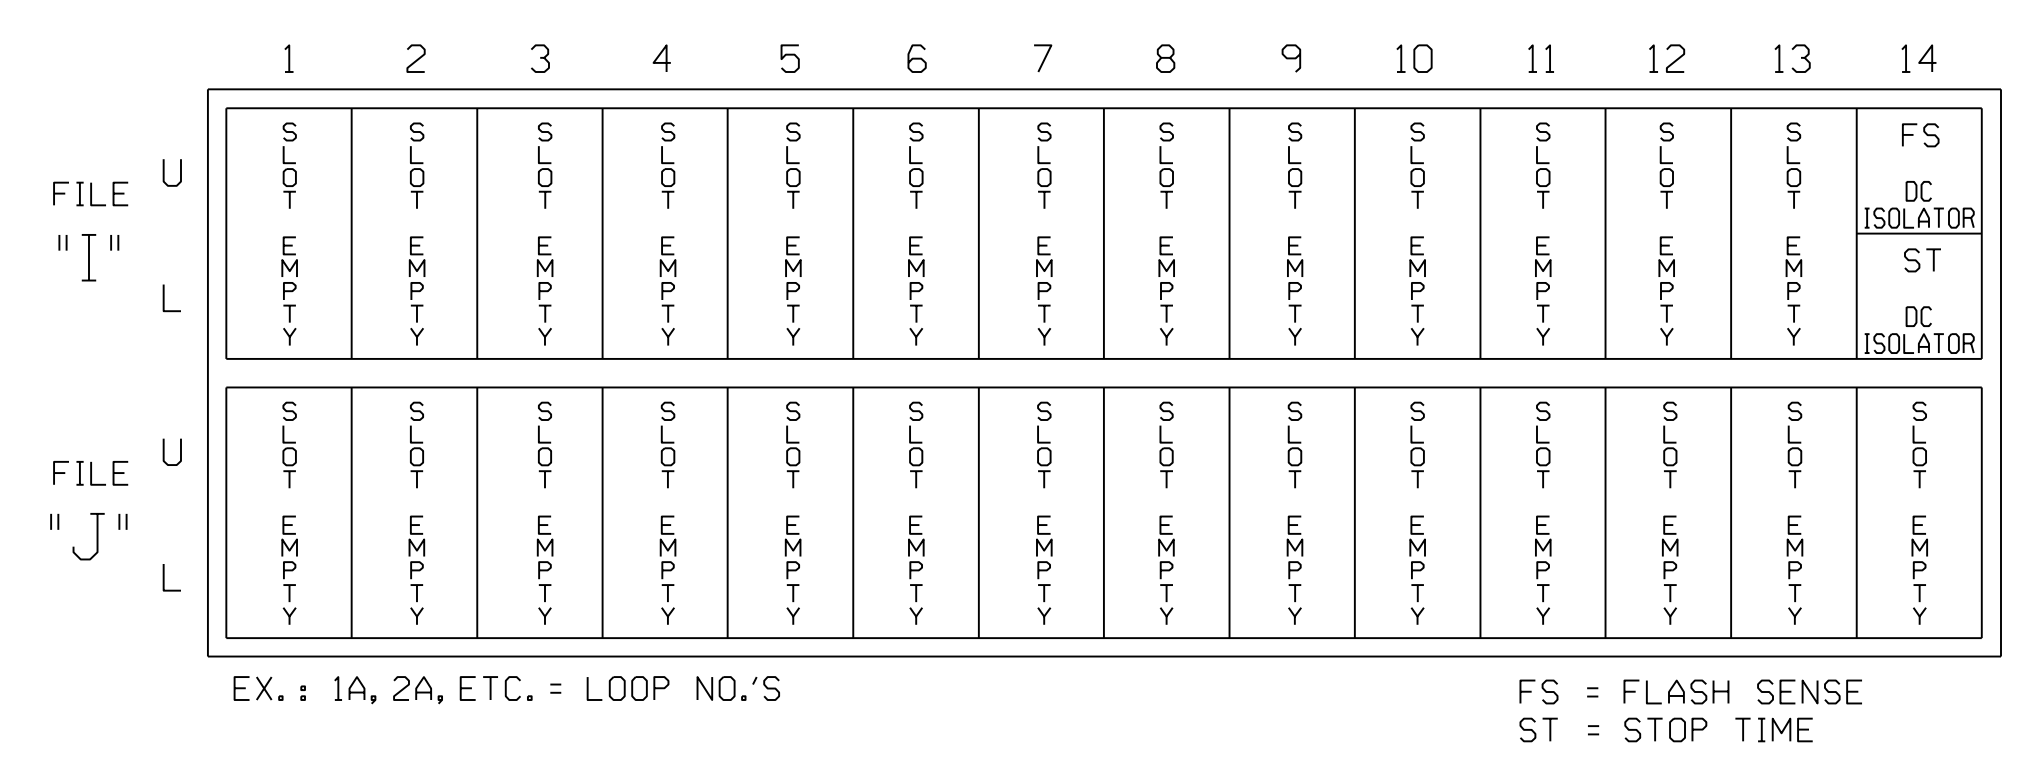 1 2 3 4 5 6 7 8 9 10 11 12 13 14
FILE "I"
U
L
SLOT EMPTY
SLOT EMPTY
SLOT EMPTY
SLOT EMPTY
SLOT EMPTY
SLOT EMPTY
SLOT EMPTY
SLOT EMPTY
SLOT EMPTY
SLOT EMPTY
SLOT EMPTY
SLOT EMPTY
SLOT EMPTY
FS
DC
ISOLATOR
ST
DC
ISOLATOR
FILE "J"
U
L
SLOT EMPTY
SLOT EMPTY
SLOT EMPTY
SLOT EMPTY
SLOT EMPTY
SLOT EMPTY
SLOT EMPTY
SLOT EMPTY
SLOT EMPTY
SLOT EMPTY
SLOT EMPTY
SLOT EMPTY
SLOT EMPTY
SLOT EMPTY
EX.: 1A, 2A, ETC. = LOOP NO.'S
FS = FLASH SENSE
ST = STOP TIME